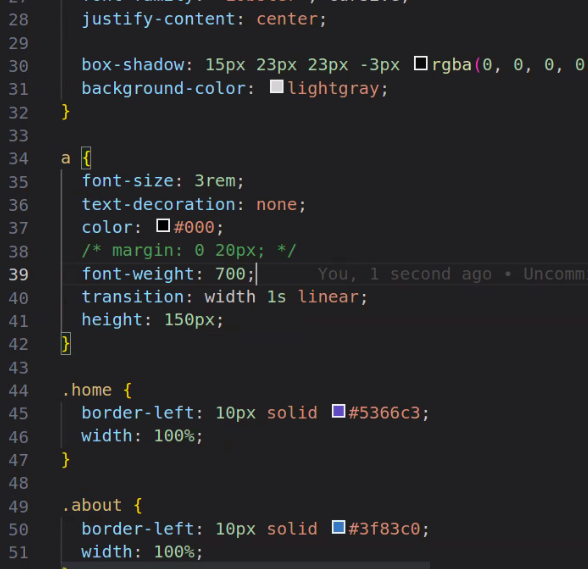 28 justify-content: center;
29
30 box-shadow: 15px 23px 23px -3px rgba(0, 0, 0, 0
31 background-color: lightgray;
32 }
33
34 a {
35 font-size: 3rem;
36 text-decoration: none;
37 color: #000;
38 /* margin: 0 20px; */
39 font-weight: 700; You, 1 second ago • Uncommi
40 transition: width 1s linear;
41 height: 150px;
42 }
43
44 .home {
45 border-left: 10px solid #5366c3;
46 width: 100%;
47 }
48
49 .about {
50 border-left: 10px solid #3f83c0;
51 width: 100%;